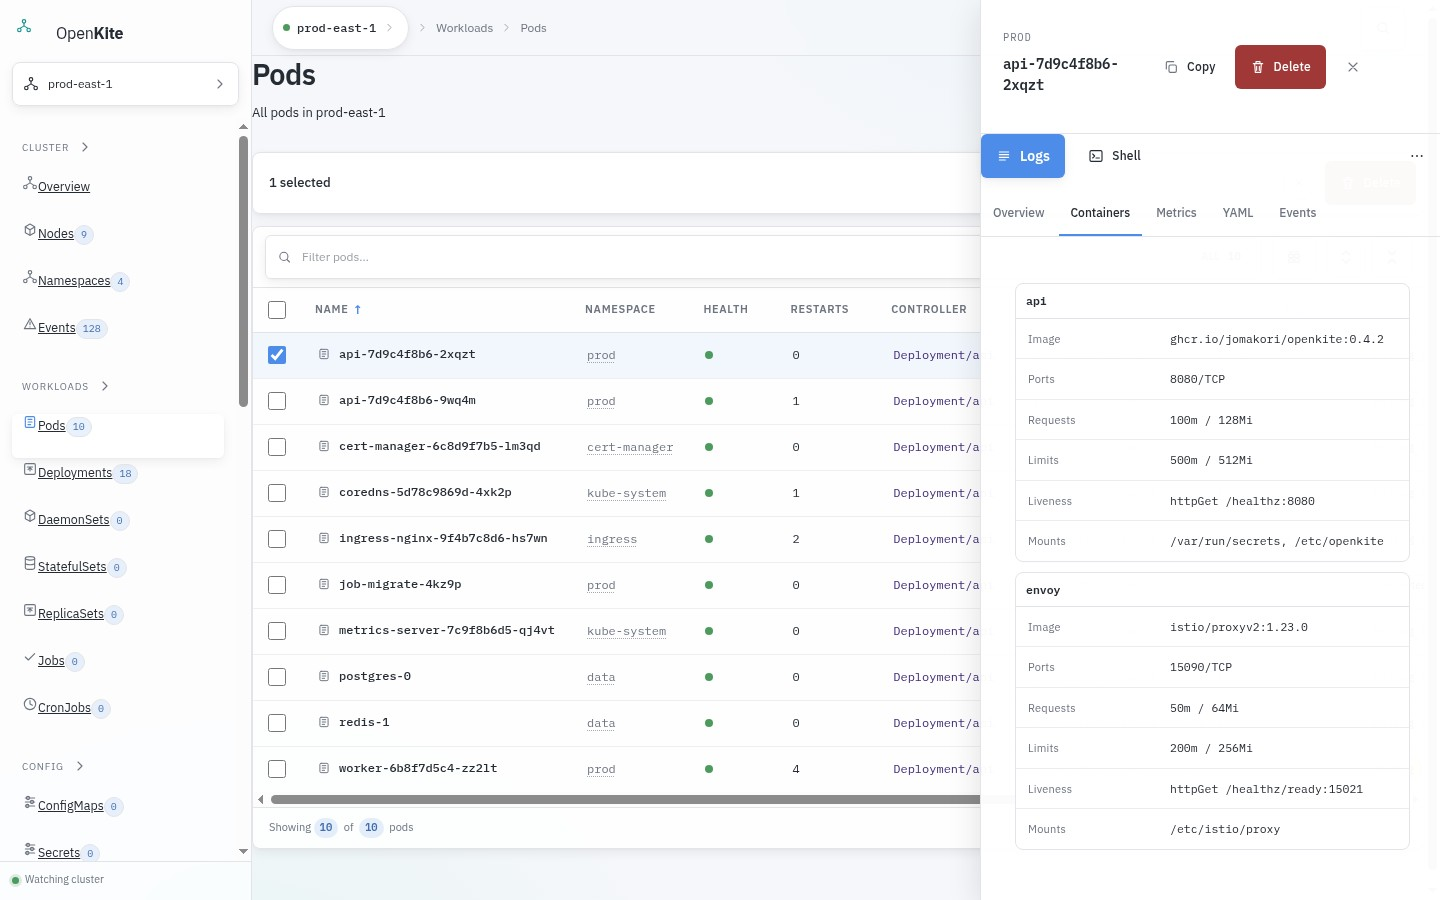 OpenKite
prod-east-1
CLUSTER
Overview
Nodes 9
Namespaces 4
Events 128
WORKLOADS
Pods 10
Deployments 18
DaemonSets 0
StatefulSets 0
ReplicaSets 0
Jobs 0
CronJobs 0
CONFIG
ConfigMaps 0
Secrets 0
Watching cluster
prod-east-1 Workloads Pods
Pods
All pods in prod-east-1
1 selected
Filter pods...
NAME ↑ NAMESPACE HEALTH RESTARTS CONTROLLER
api-7d9c4f8b6-2xqzt prod 0 Deployment/a
api-7d9c4f8b6-9wq4m prod 1 Deployment/a
cert-manager-6c8d9f7b5-lm3qd cert-manager 0 Deployment/a
coredns-5d78c9869d-4xk2p kube-system 1 Deployment/a
ingress-nginx-9f4b7c8d6-hs7wn ingress 2 Deployment/a
job-migrate-4kz9p prod 0 Deployment/a
metrics-server-7c9f8b6d5-qj4vt kube-system 0 Deployment/a
postgres-0 data 0 Deployment/a
redis-1 data 0 Deployment/a
worker-6b8f7d5c4-zz2lt prod 4 Deployment/a
Showing 10 of 10 pods
PROD
api-7d9c4f8b6-
2xqzt
Copy Delete
Logs Shell ...
Overview Containers Metrics YAML Events
api
Image ghcr.io/jomakori/openkite:0.4.2
Ports 8080/TCP
Requests 100m / 128Mi
Limits 500m / 512Mi
Liveness httpGet /healthz:8080
Mounts /var/run/secrets, /etc/openkite
envoy
Image istio/proxyv2:1.23.0
Ports 15090/TCP
Requests 50m / 64Mi
Limits 200m / 256Mi
Liveness httpGet /healthz/ready:15021
Mounts /etc/istio/proxy